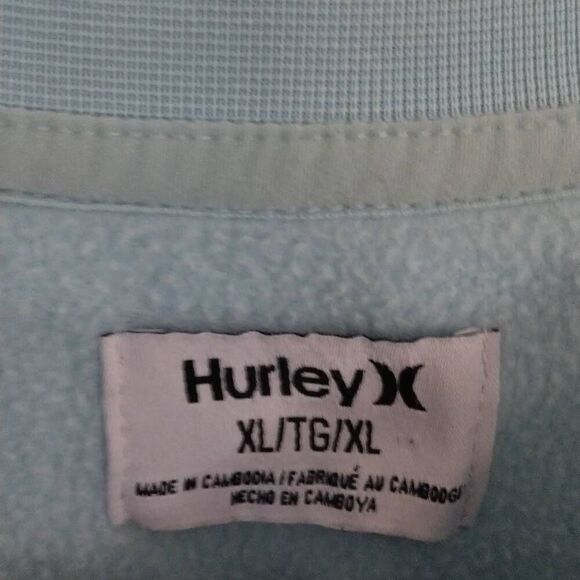 Hurley
XL/TG/XL
MADE IN CAMBODIA / FABRIQUÉ AU CAMBODGE
HECHO EN CAMBOYA